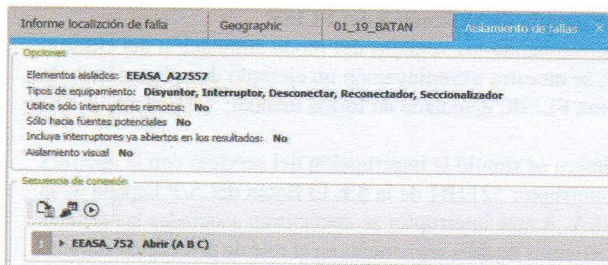 Informe localizción de falla Geographic 01_19_BATAN Aislamiento de fallas ×
Opciones
Elementos aislados: EEASA_A27557
Tipos de equipamiento: Disyuntor, Interruptor, Desconectar, Reconectador, Seccionalizador
Utilice sólo interruptores remotos: No
Sólo hacia fuentes potenciales No
Incluya interruptores ya abiertos en los resultados: No
Aislamiento visual No
Secuencia de conexión
1 EEASA_752 Abrir (A B C)